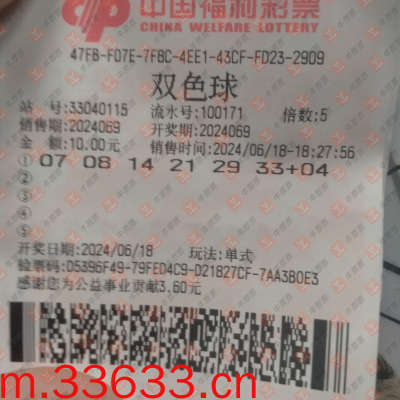 中国福利彩票
CHINA WELFARE LOTTERY
47FB-F07E-7F8C-4EE1-43CF-FD23-2909
双色球
站 号:33040115 流水号:100171 倍数:5
销售期:2024069 开奖期:2024069
金 额:10.00元 销售时间:2024/06/18-18:27:56
① 07 08 14 21 29 33+04
②
③
④
⑤
开奖日期:2024/06/18 玩法:单式
验票码:D5396F49-79FED4C9-D21827CF-7AA3B0E3
感谢您为公益事业贡献3.60元
m.33633.cn